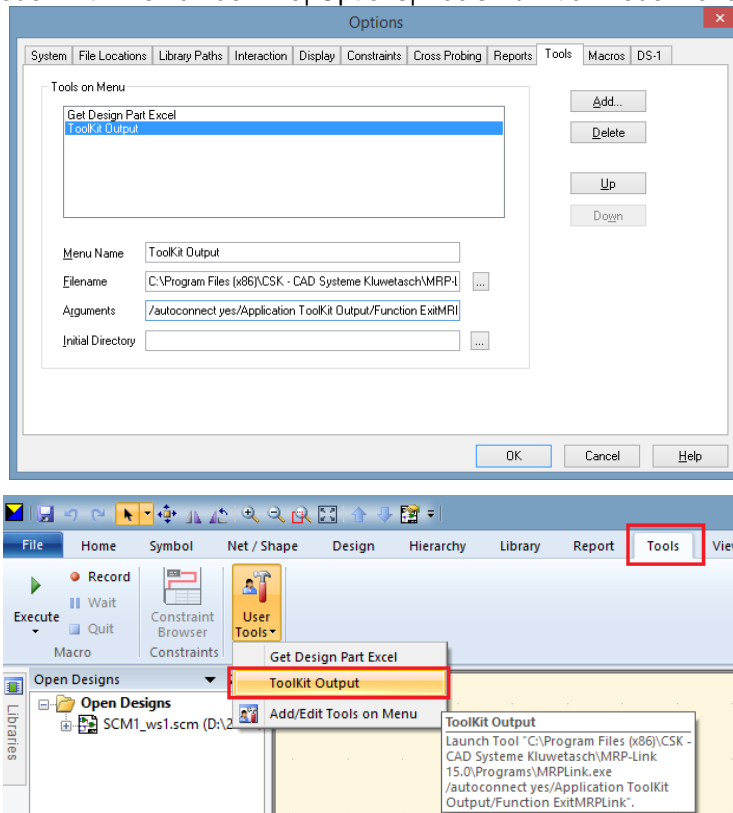 Options
System File Locations Library Paths Interaction Display Constraints Cross Probing Reports Tools Macros DS-1
Tools on Menu
Get Design Part Excel
ToolKit Output
Add...
Delete
Up
Down
Menu Name ToolKit Output
Filename C:\Program Files (x86)\CSK - CAD Systeme Kluwetasch\MRP-L ...
Arguments /autoconnect yes/Application ToolKit Output/Function ExitMRI
Initial Directory ...
OK Cancel Help
File Home Symbol Net / Shape Design Hierarchy Library Report Tools View
Execute
Record
Wait
Quit
Macro
Constraint
Browser
Constraints
User
Tools
Get Design Part Excel
ToolKit Output
Add/Edit Tools on Menu
Open Designs
Open Designs
SCM1_ws1.scm (D:\2
Libraries
ToolKit Output
Launch Tool "C:\Program Files (x86)\CSK -
CAD Systeme Kluwetasch\MRP-Link
15.0\Programs\MRPLink.exe
/autoconnect yes/Application ToolKit
Output/Function ExitMRPLink".